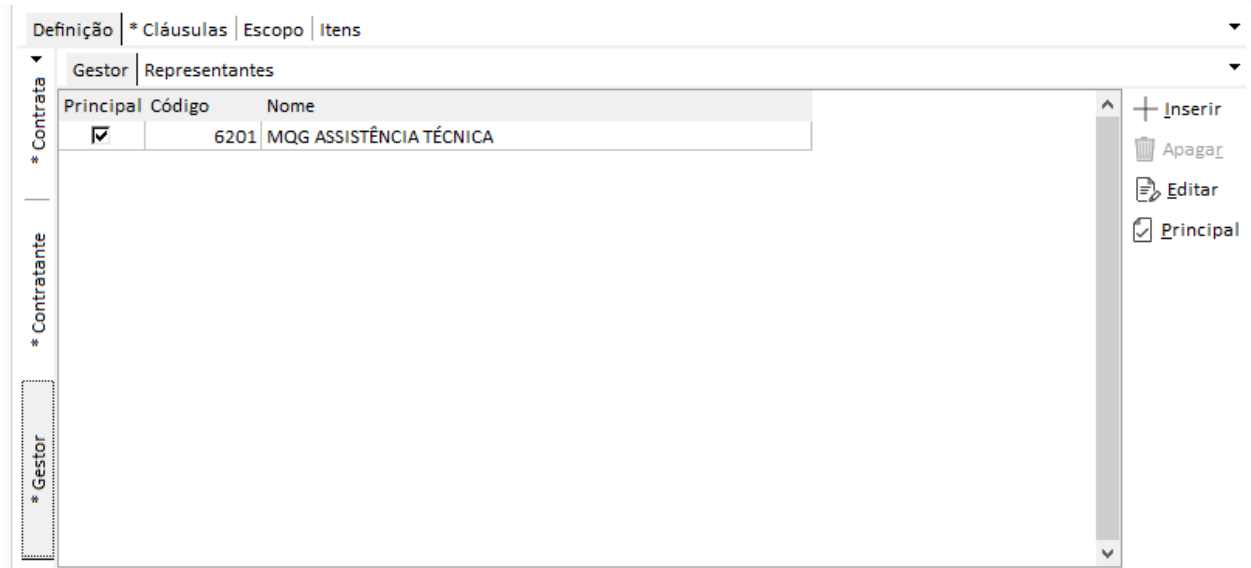 Definição * Cláusulas Escopo Itens
* Contrata
* Contratante
* Gestor
Gestor Representantes
Principal Código Nome
6201 MQG ASSISTÊNCIA TÉCNICA
Inserir
Apagar
Editar
Principal